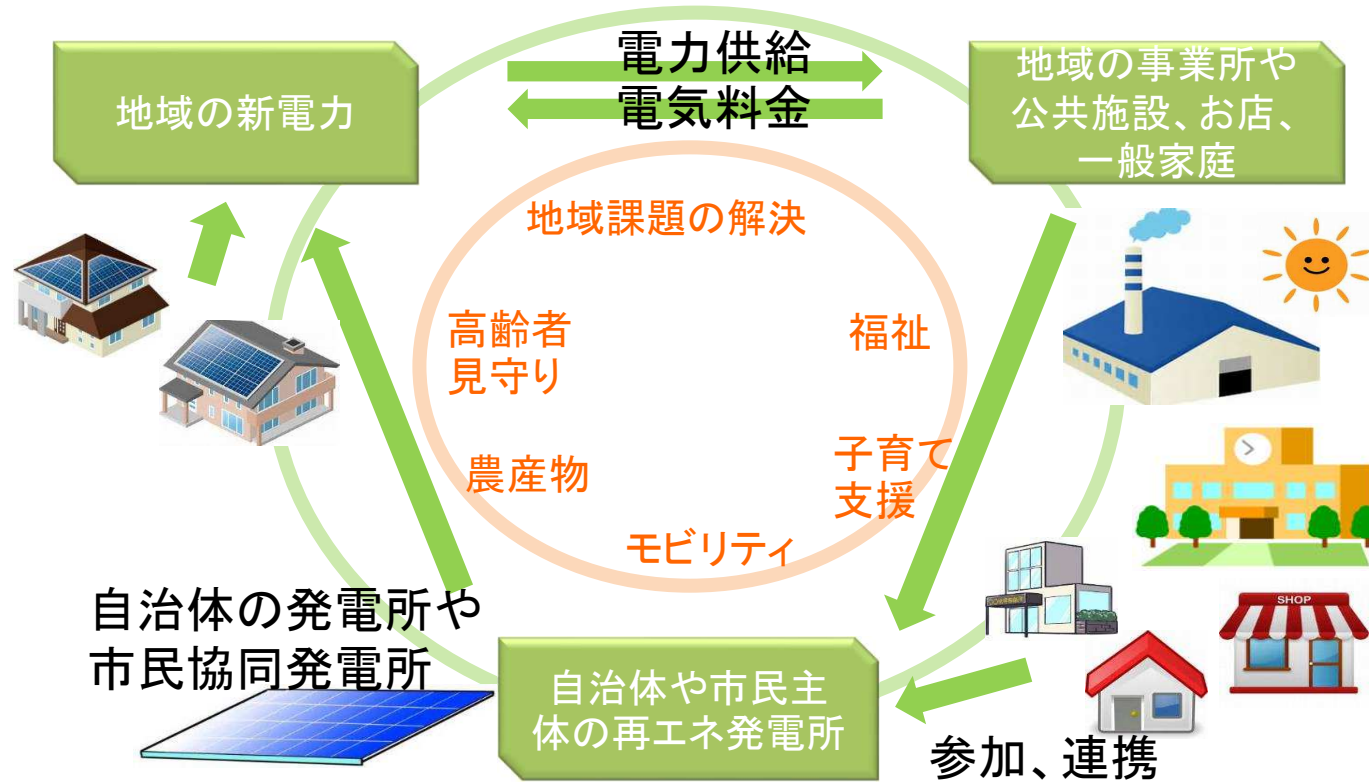 電力供給
電気料金
地域の新電力
地域の事業所や
公共施設、お店、
一般家庭
地域課題の解決
高齢者
見守り
福祉
農産物
子育て
支援
モビリティ
自治体の発電所や
市民協同発電所
自治体や市民主
体の再エネ発電所
SHOP
参加、連携